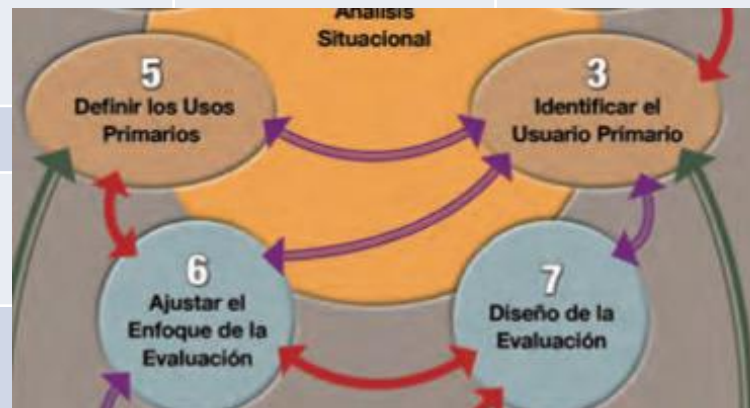 Análisis
Situacional
5
Definir los Usos
Primarios
3
Identificar el
Usuario Primario
6
Ajustar el
Enfoque de la
Evaluación
7
Diseño de la
Evaluación